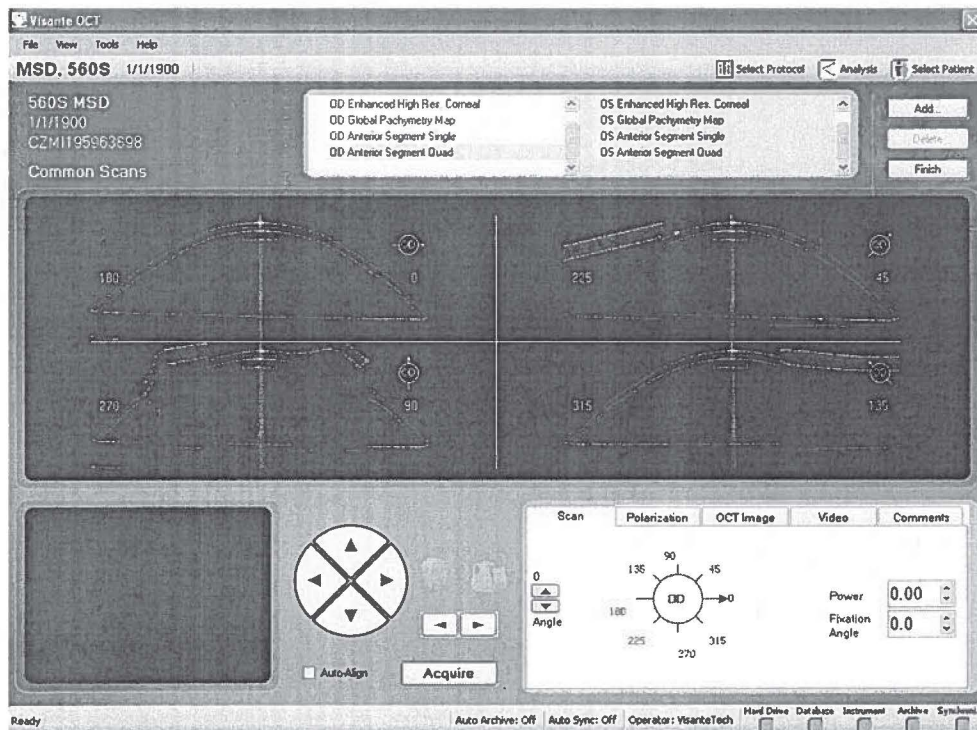 Visante OCT
File View Tools Help
MSD, 560S 1/1/1900 Select Protocol Analysis Select Patient
560S MSD
1/1/1900
CZMI195963698
Common Scans
OD Enhanced High Res. Corneal
OD Global Pachymetry Map
OD Anterior Segment Single
OD Anterior Segment Quad
OS Enhanced High Res. Corneal
OS Global Pachymetry Map
OS Anterior Segment Single
OS Anterior Segment Quad
Add...
Delete...
Finish
180 OD 0
225 OD 45
270 OD 90
315 OD 135
Scan Polarization OCT Image Video Comments
0
Angle
90
135 45
180 OD 0
225 315
270
Power 0.00
Fixation Angle 0.0
Auto-Align Acquire
Ready Auto Archive: Off Auto Sync: Off Operator: VisanteTech Hard Drive Database Instrument Archive